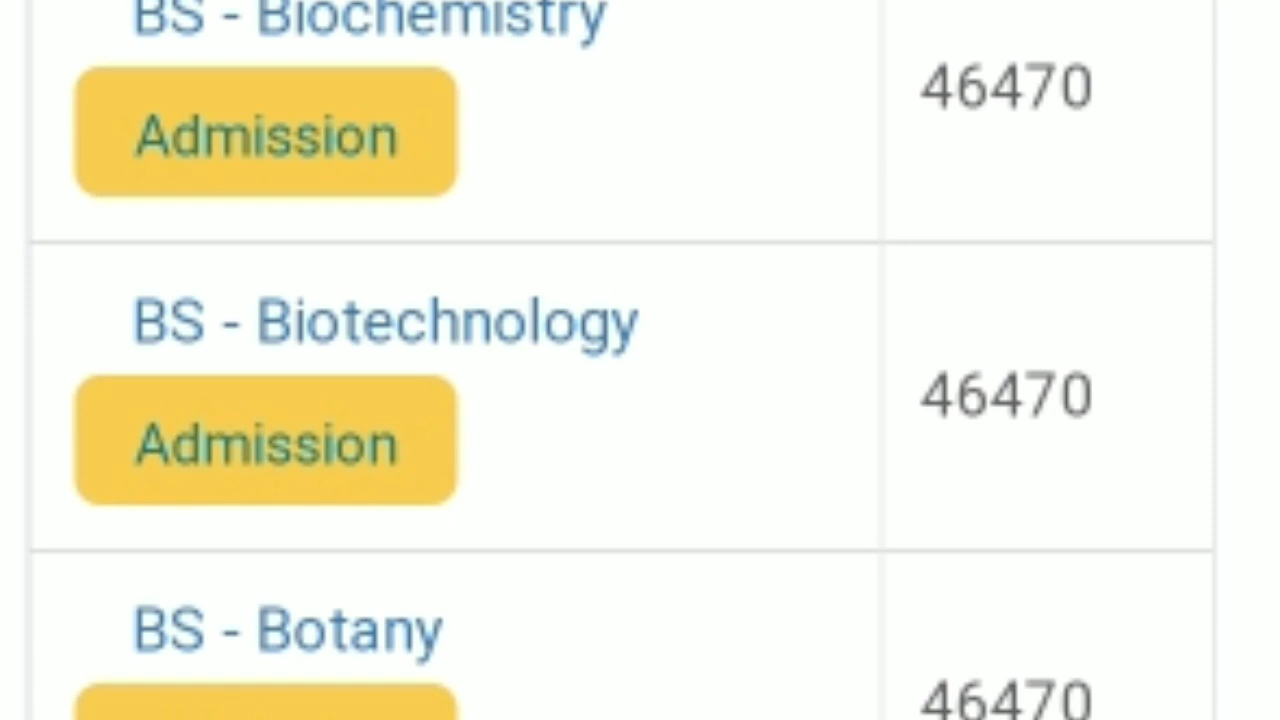 BS - Biochemistry
46470
Admission
BS - Biotechnology
46470
Admission
BS - Botany
46470